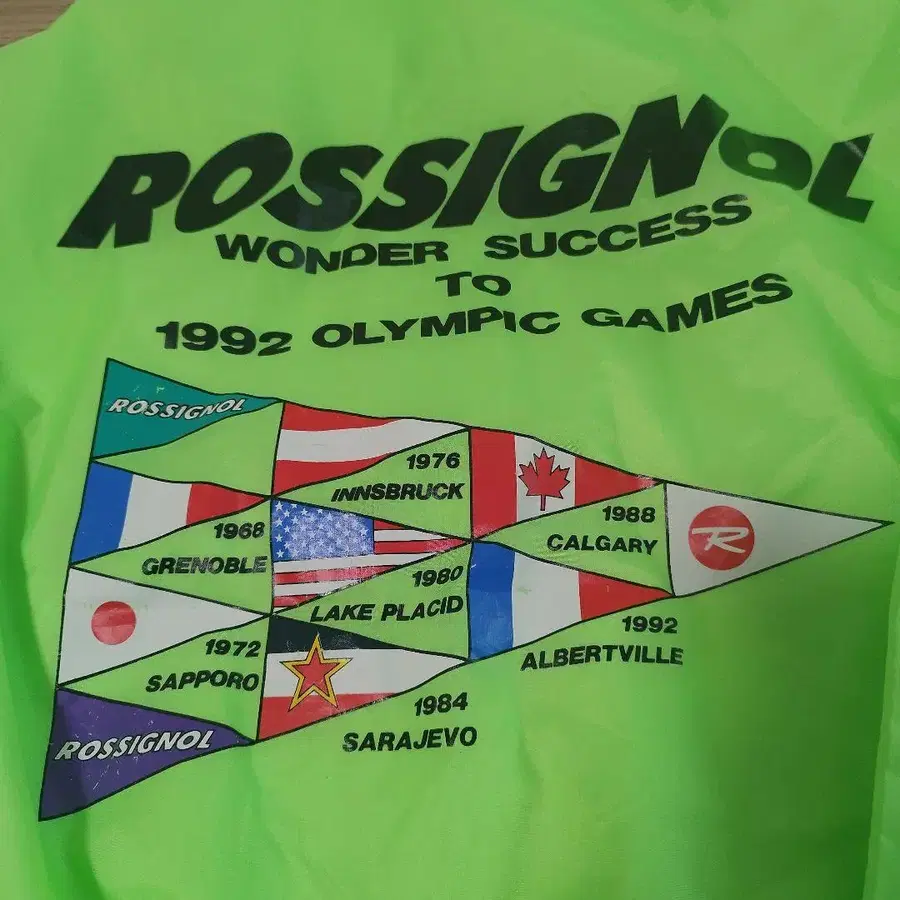 ROSSIGNOL
WONDER SUCCESS
TO
1992 OLYMPIC GAMES
ROSSIGNOL
1976
INNSBRUCK
1968
GRENOBLE
1988
CALGARY
R
1980
LAKE PLACID
1972
SAPPORO
1992
ALBERTVILLE
1984
SARAJEVO
ROSSIGNOL